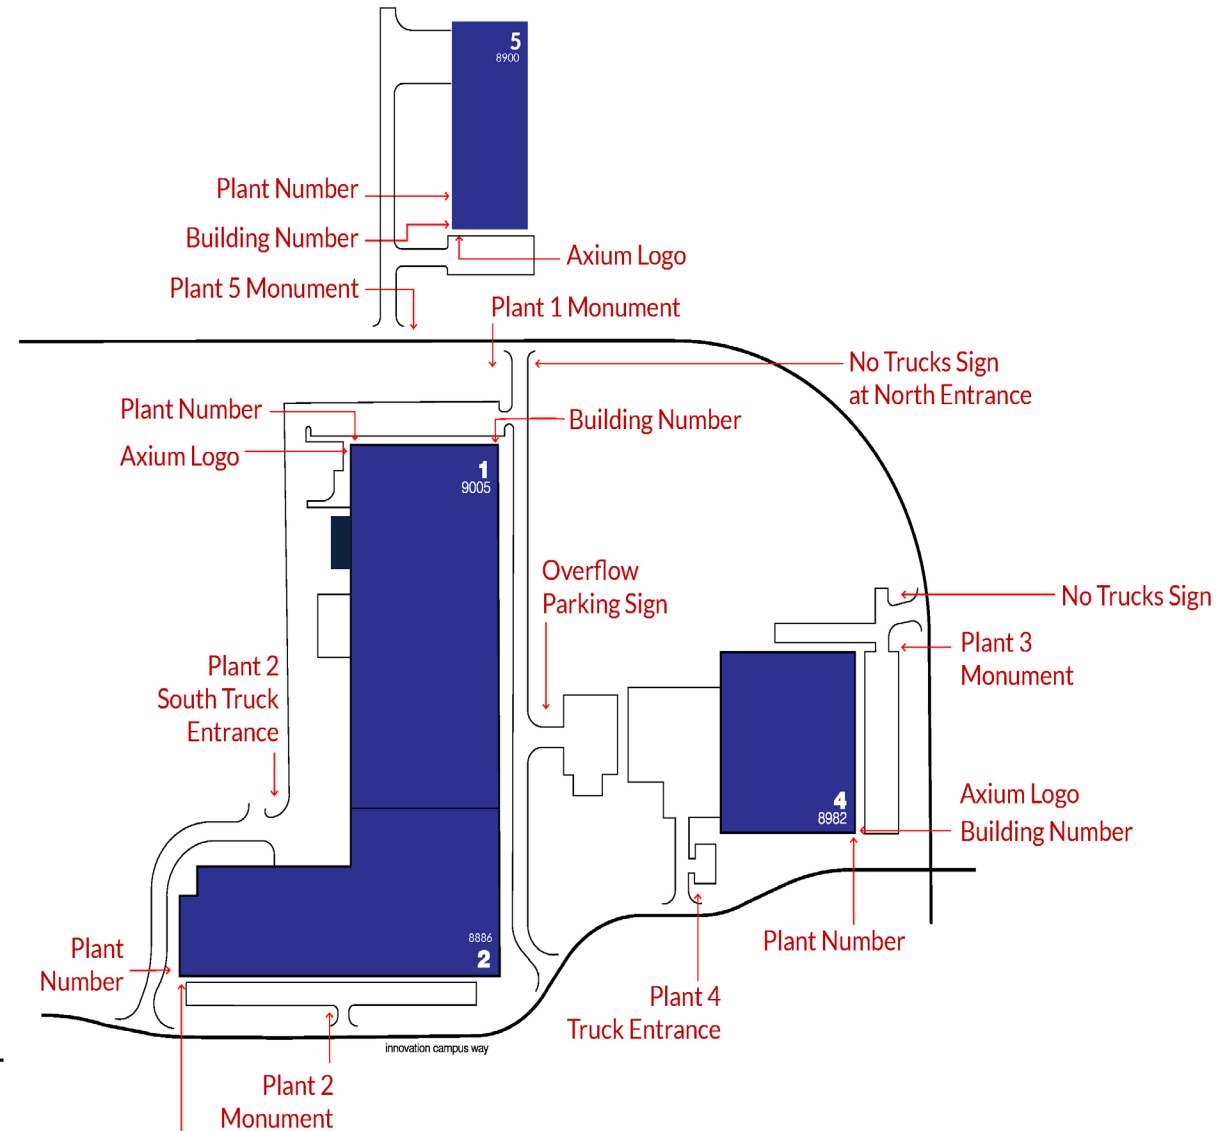 5
8900
Plant Number
Building Number
Axium Logo
Plant 5 Monument
Plant 1 Monument
No Trucks Sign
at North Entrance
Plant Number
Building Number
Axium Logo
1
9005
Overflow
Parking Sign
No Trucks Sign
Plant 3
Monument
Plant 2
South Truck
Entrance
4
8982
Axium Logo
Building Number
Plant Number
8886
2
Plant
Number
Plant 4
Truck Entrance
innovation campus way
Plant 2
Monument